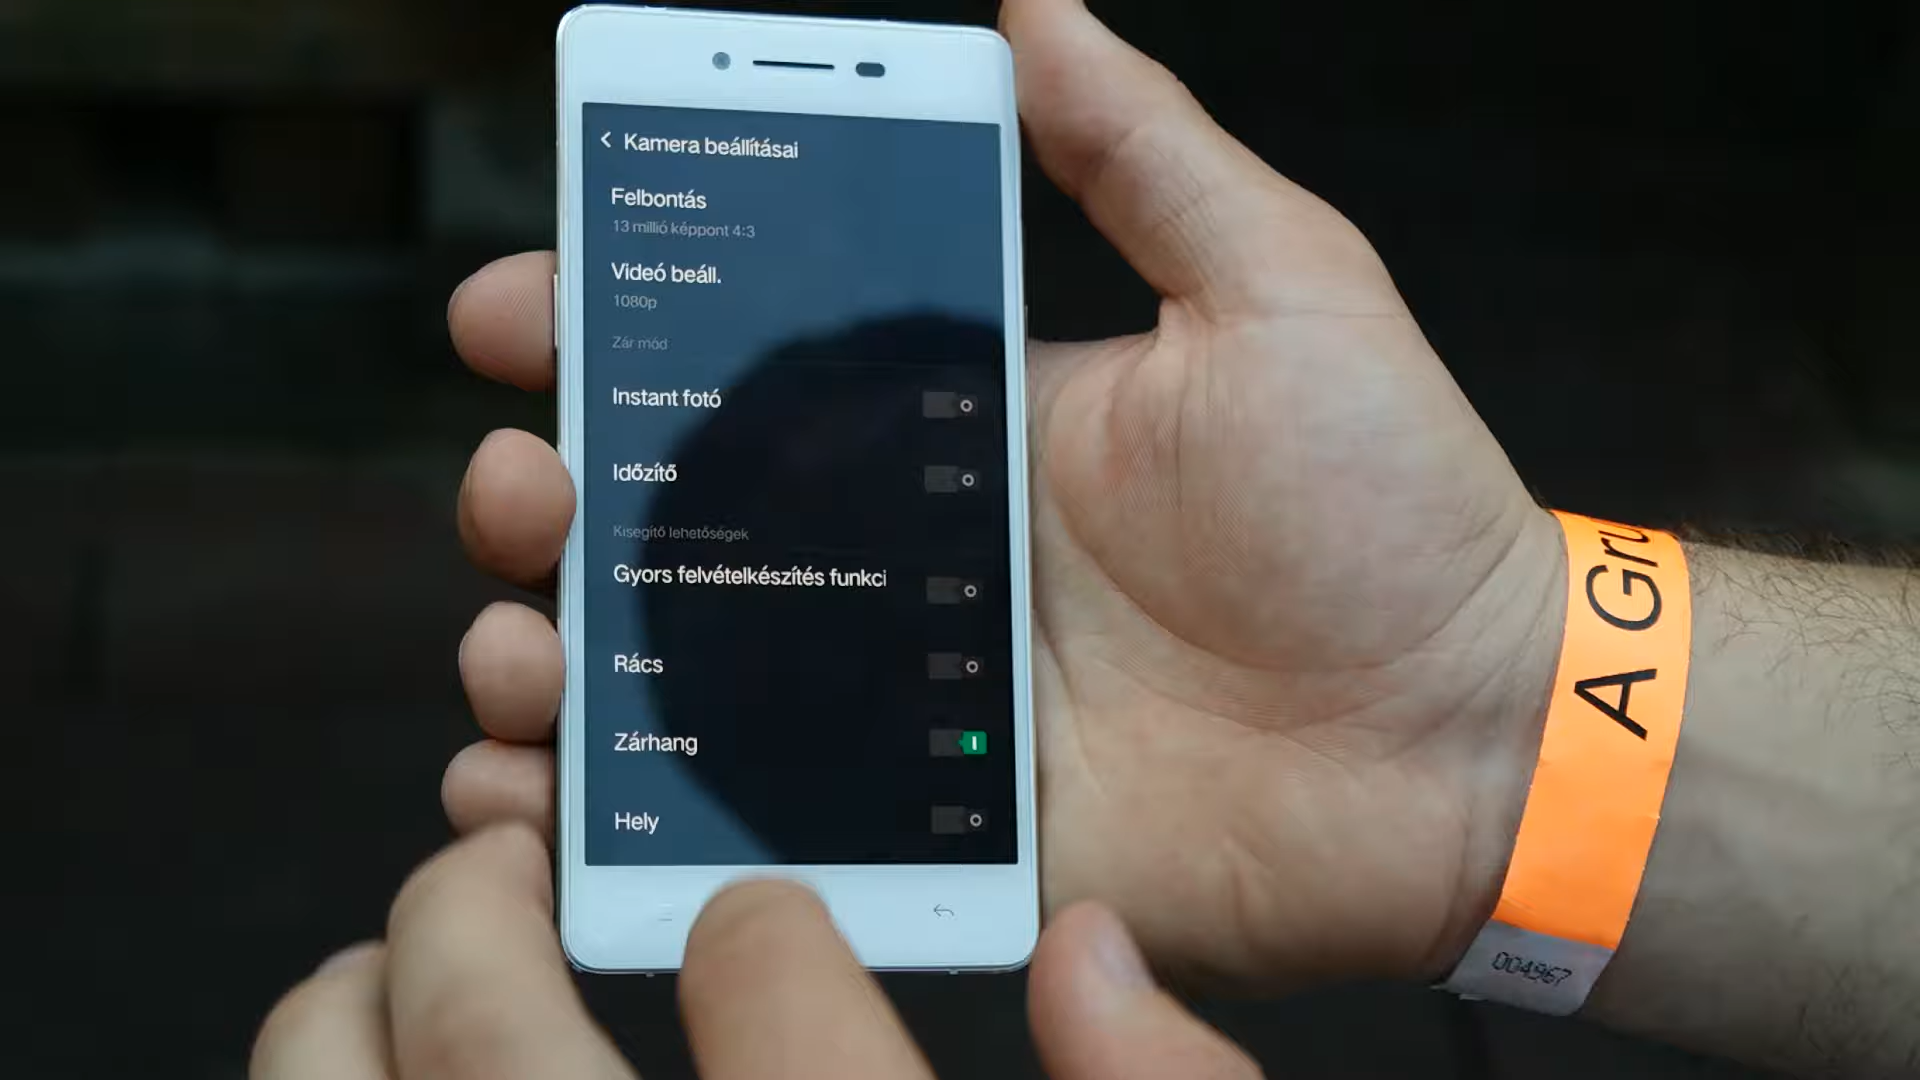 Kamera beállításai
Felbontás
13 millió képpont 4:3
Videó beáll.
1080p
Zár mód
Instant fotó
Időzítő
Kisegítő lehetőségek
Gyors felvételkészítés funkci
Rács
Zárhang
Hely
A Gru
004967